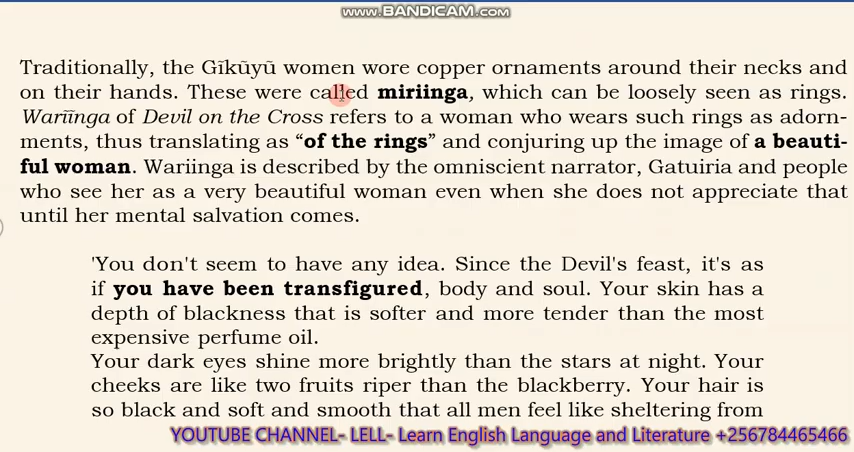 WWW.BANDICAM.COM
Traditionally, the Gĩkũyũ women wore copper ornaments around their necks and
on their hands. These were called miriinga, which can be loosely seen as rings.
Warĩĩnga of Devil on the Cross refers to a woman who wears such rings as adorn-
ments, thus translating as “of the rings” and conjuring up the image of a beauti-
ful woman. Wariinga is described by the omniscient narrator, Gatuiria and people
who see her as a very beautiful woman even when she does not appreciate that
until her mental salvation comes.
'You don't seem to have any idea. Since the Devil's feast, it's as
if you have been transfigured, body and soul. Your skin has a
depth of blackness that is softer and more tender than the most
expensive perfume oil.
Your dark eyes shine more brightly than the stars at night. Your
cheeks are like two fruits riper than the blackberry. Your hair is
so black and soft and smooth that all men feel like sheltering from
YOUTUBE CHANNEL- LELL- Learn English Language and Literature +256784465466